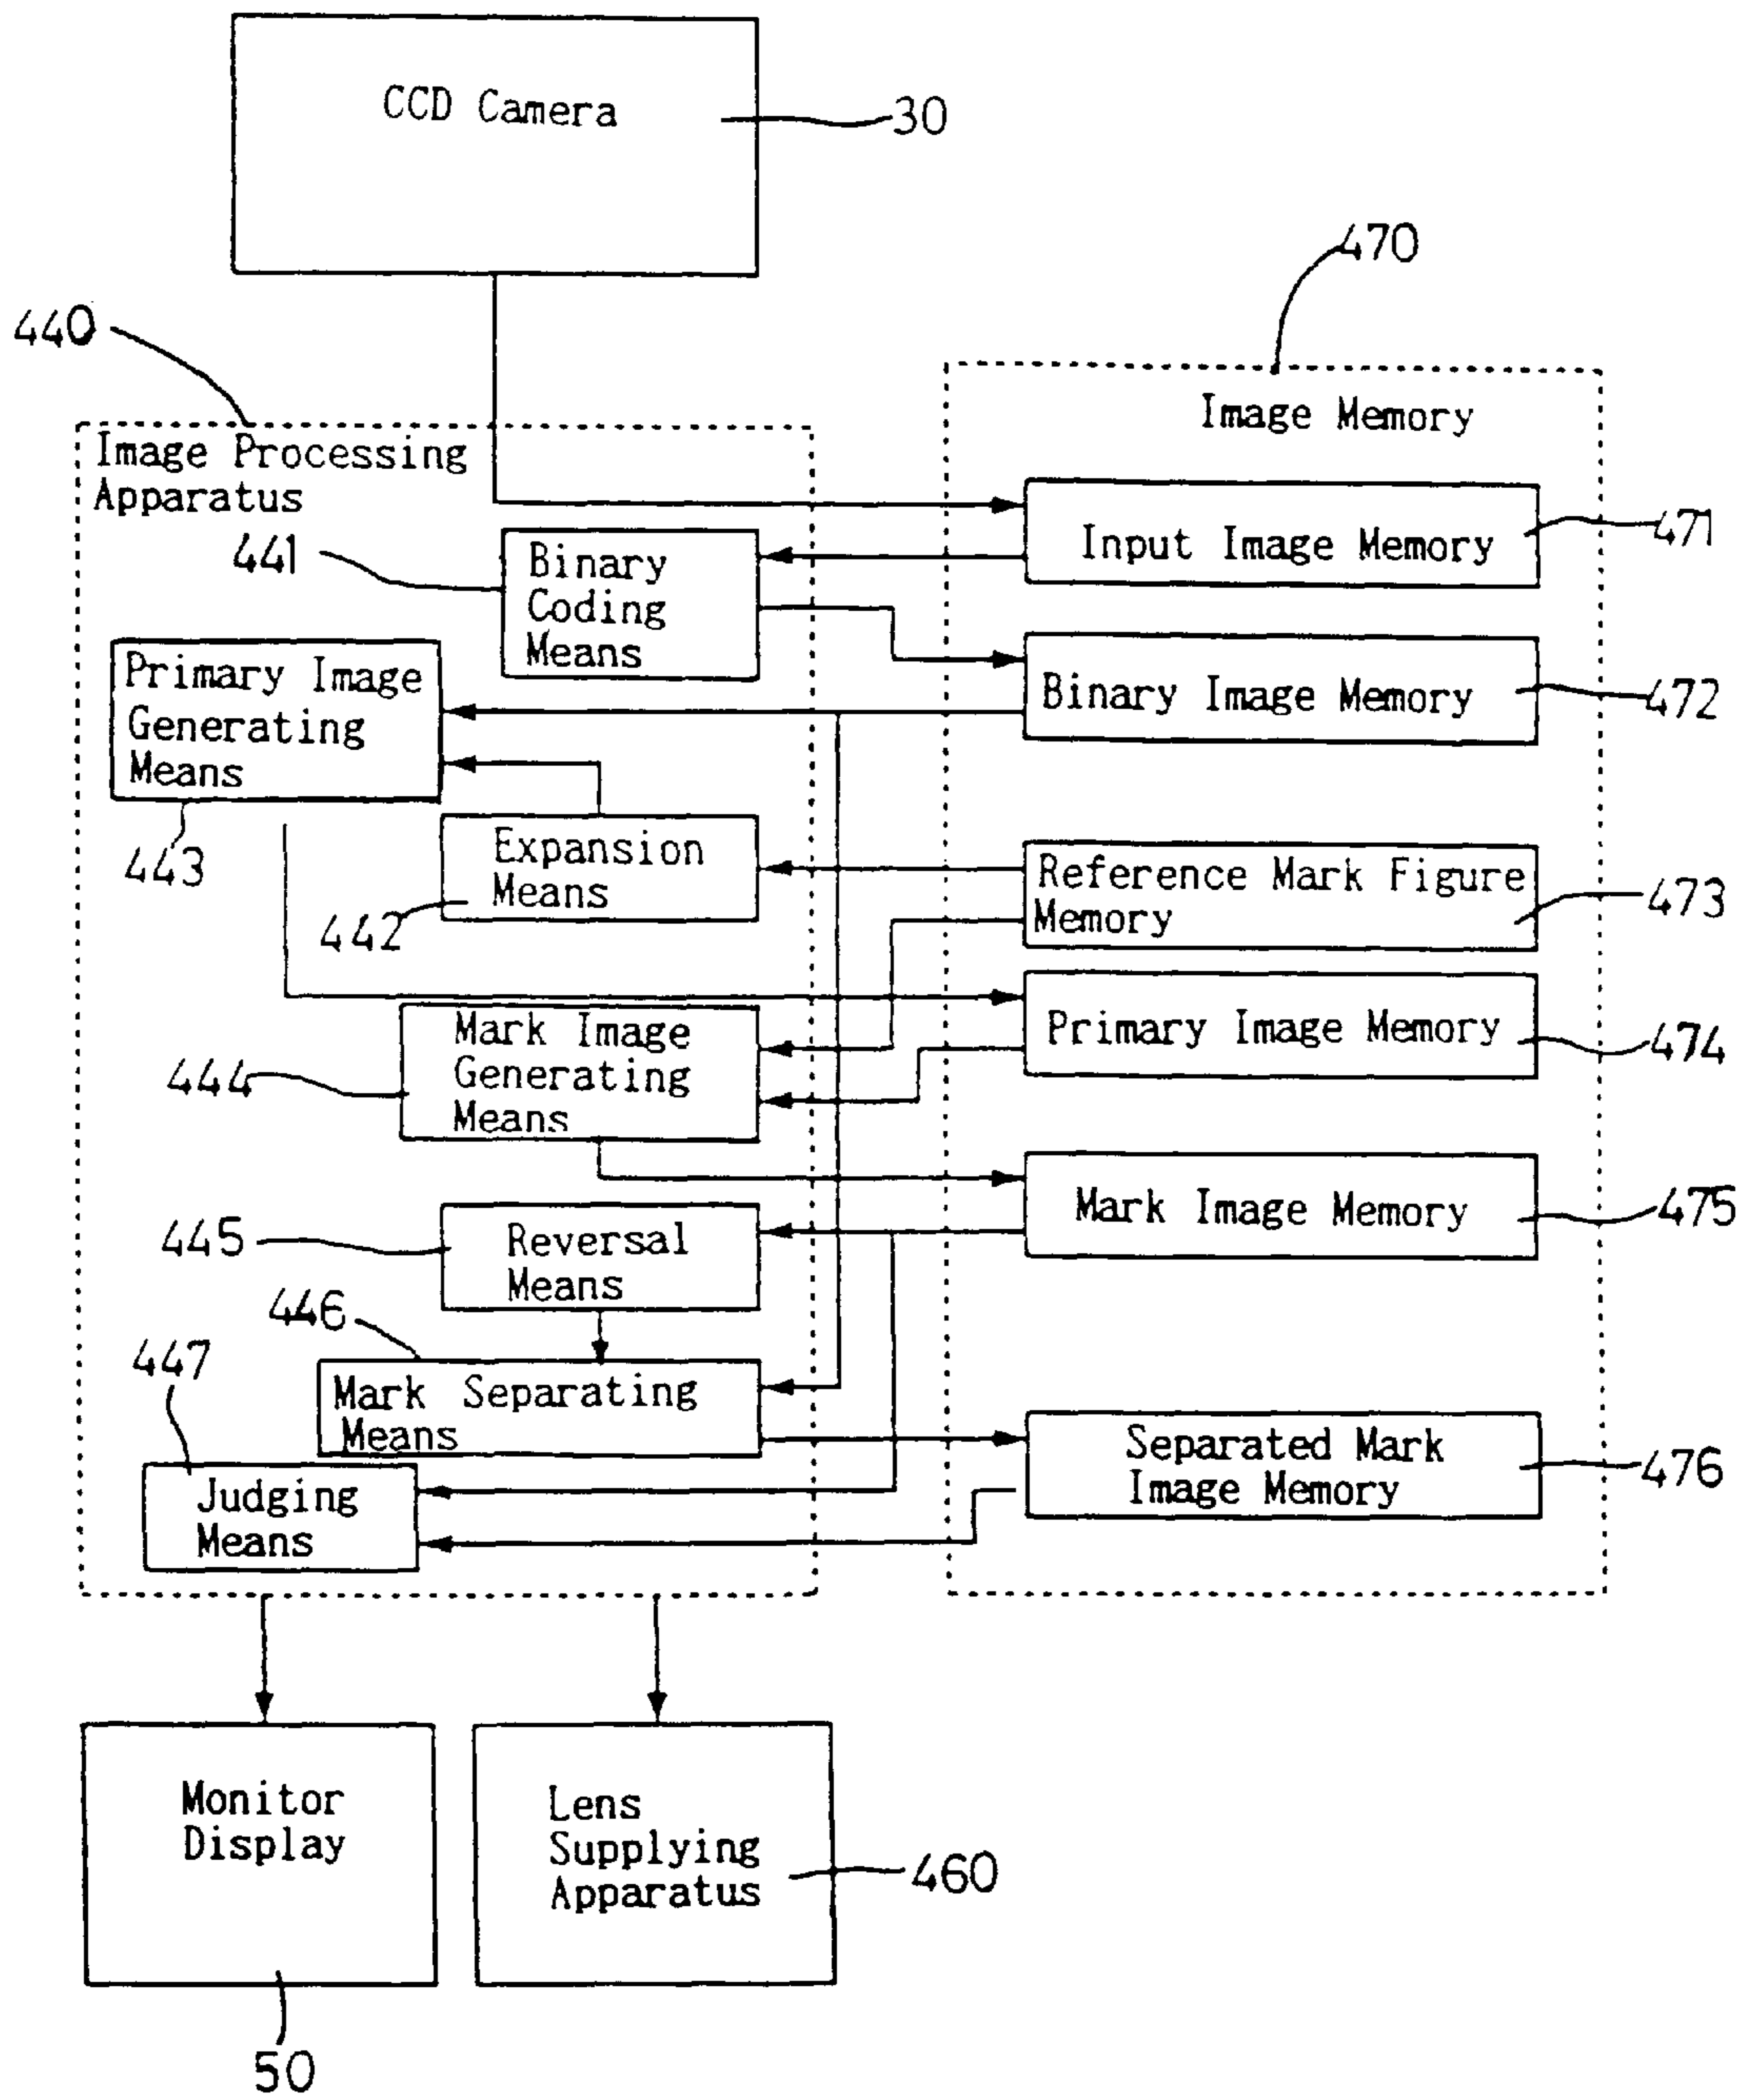 CCD Camera
30
470
440
Image Memory
Image Processing
Apparatus
471
Input Image Memory
441
Binary
Coding
Means
Primary Image
Generating
Means
Binary Image Memory
472
443
Expansion
Means
442
Reference Mark Figure
Memory
473
Mark Image
Generating
Means
444
Primary Image Memory
474
Mark Image Memory
475
445
Reversal
Means
446
447
Mark Separating
Means
Separated Mark
Image Memory
476
Judging
Means
Monitor
Display
Lens
Supplying
Apparatus
460
50